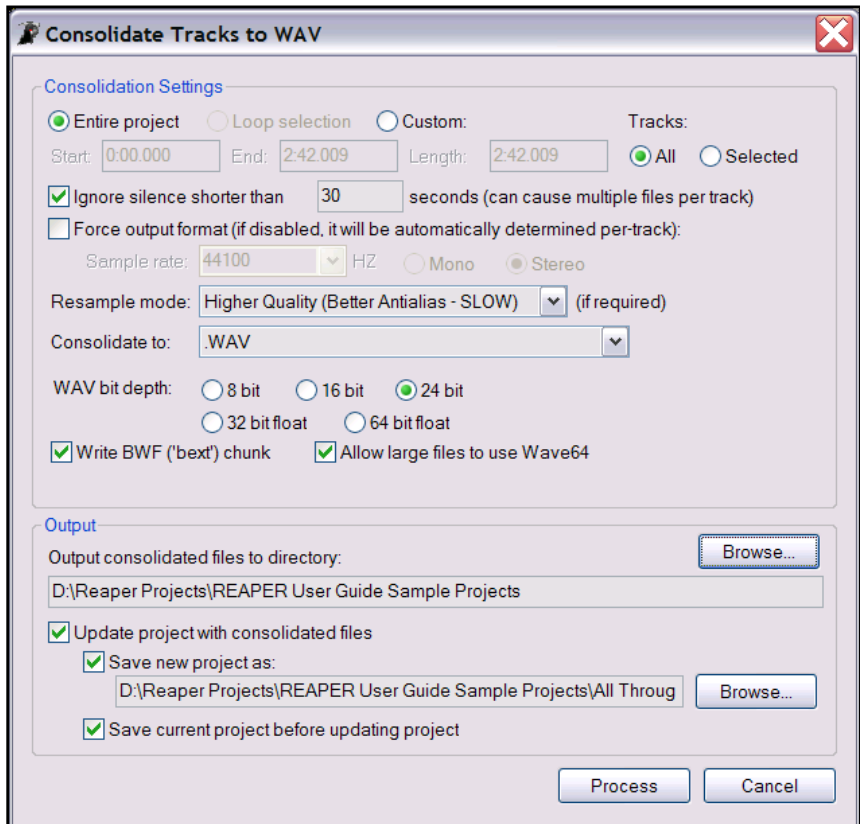 Consolidate Tracks to WAV
Consolidation Settings
Entire project Loop selection Custom: Tracks:
Start: 0:00.000 End: 2:42.009 Length: 2:42.009 All Selected
Ignore silence shorter than 30 seconds (can cause multiple files per track)
Force output format (if disabled, it will be automatically determined per-track):
Sample rate: 44100 HZ Mono Stereo
Resample mode: Higher Quality (Better Antialias - SLOW) (if required)
Consolidate to: .WAV
WAV bit depth: 8 bit 16 bit 24 bit
32 bit float 64 bit float
Write BWF ('bext') chunk Allow large files to use Wave64
Output
Output consolidated files to directory: Browse...
D:\Reaper Projects\REAPER User Guide Sample Projects
Update project with consolidated files
Save new project as:
D:\Reaper Projects\REAPER User Guide Sample Projects\All Throug Browse...
Save current project before updating project
Process Cancel